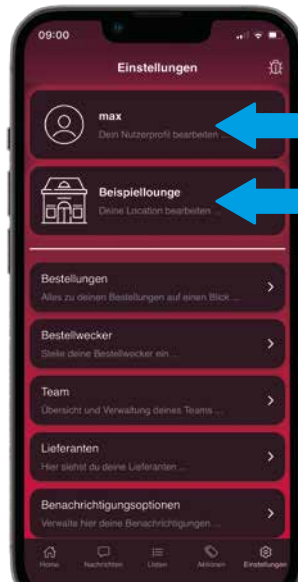 09:00
Einstellungen
max
Dein Nutzerprofil bearbeiten ...
Beispiellounge
Deine Location bearbeiten ...
Bestellungen
Alles zu deinen Bestellungen auf einen Blick ...
Bestellwecker
Stelle deine Bestellwecker ein ...
Team
Übersicht und Verwaltung deines Teams ...
Lieferanten
Hier siehst du deine Lieferanten ...
Benachrichtigungsoptionen
Verwalte hier deine Benachrichtigungen ...
Home Nachrichten Listen Aktionen Einstellungen